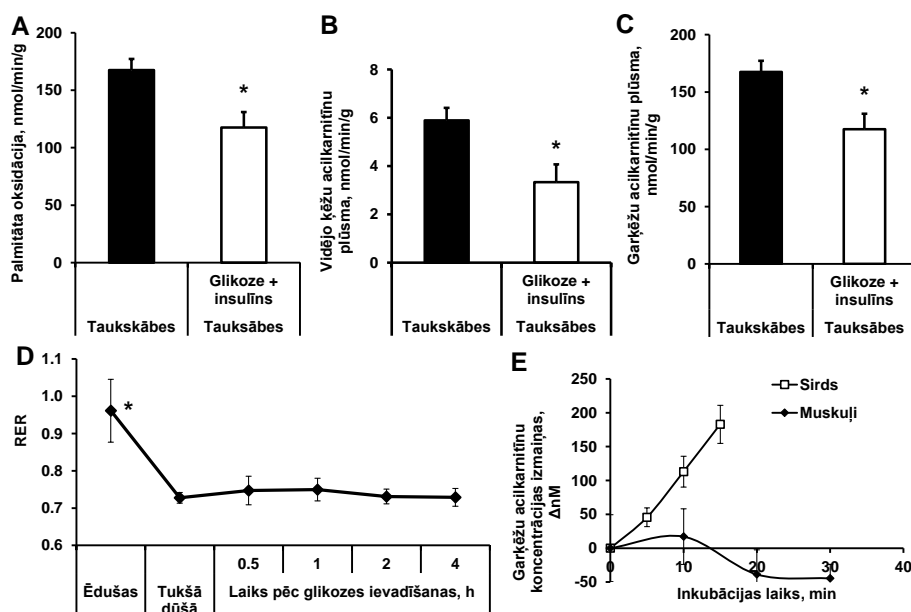 A
Palmitāta oksidācija, nmol/min/g
200
150
100
50
0
*
Glikoze +
insulīns
Taukskābes
Tauksābes
B
Vidējo ķēžu acilkarnitīnu
plūsma, nmol/min/g
8
6
4
2
0
*
Glikoze +
insulīns
Taukskābes
Tauksābes
C
Garķēžu acilkarnitīnu plūsma,
nmol/min/g
200
150
100
50
0
*
Glikoze +
insulīns
Taukskābes
Tauksābes
D
RER
1.1
1.0
0.9
0.8
0.7
0.6
*
0.5 1 2 4
Ēdušas
Tukšā
dūšā
Laiks pēc glikozes ievadīšanas, h
E
Garķēžu acilkarnitīnu
koncentrācijas izmaiņas,
ΔnM
250
200
150
100
50
0
-50
Sirds
Muskuļi
0 10 20 30 40
Inkubācijas laiks, min